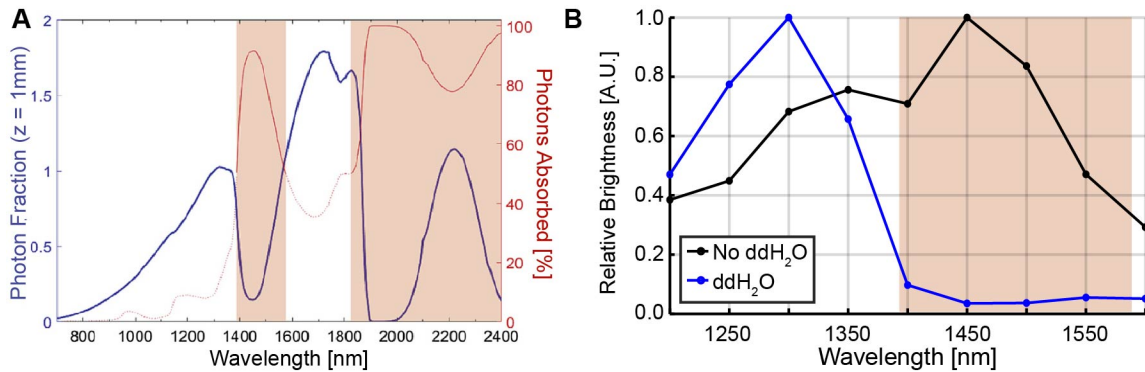 A
Photon Fraction (z = 1mm)
2
1.5
1
0.5
0
800 1000 1200 1400 1600 1800 2000 2200 2400
Wavelength [nm]
100
80
60
40
20
0
Photons Absorbed [%]
B
Relative Brightness [A.U.]
1.0
0.8
0.6
0.4
0.2
0.0
No ddH₂O
ddH₂O
1250 1350 1450 1550
Wavelength [nm]